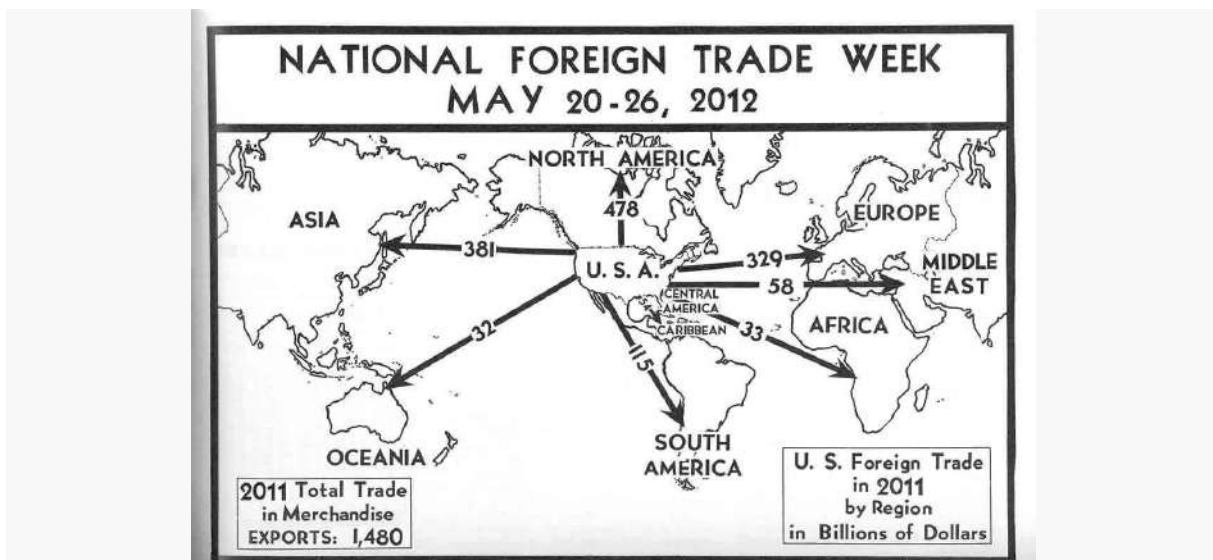 NATIONAL FOREIGN TRADE WEEK
MAY 20-26, 2012
NORTH AMERICA
ASIA
478
EUROPE
381
U. S. A.
329
MIDDLE
EAST
58
CENTRAL
AMERICA
CARIBBEAN
32
33
AFRICA
115
OCEANIA
SOUTH
AMERICA
2011 Total Trade
in Merchandise
EXPORTS: 1,480
U. S. Foreign Trade
in 2011
by Region
in Billions of Dollars